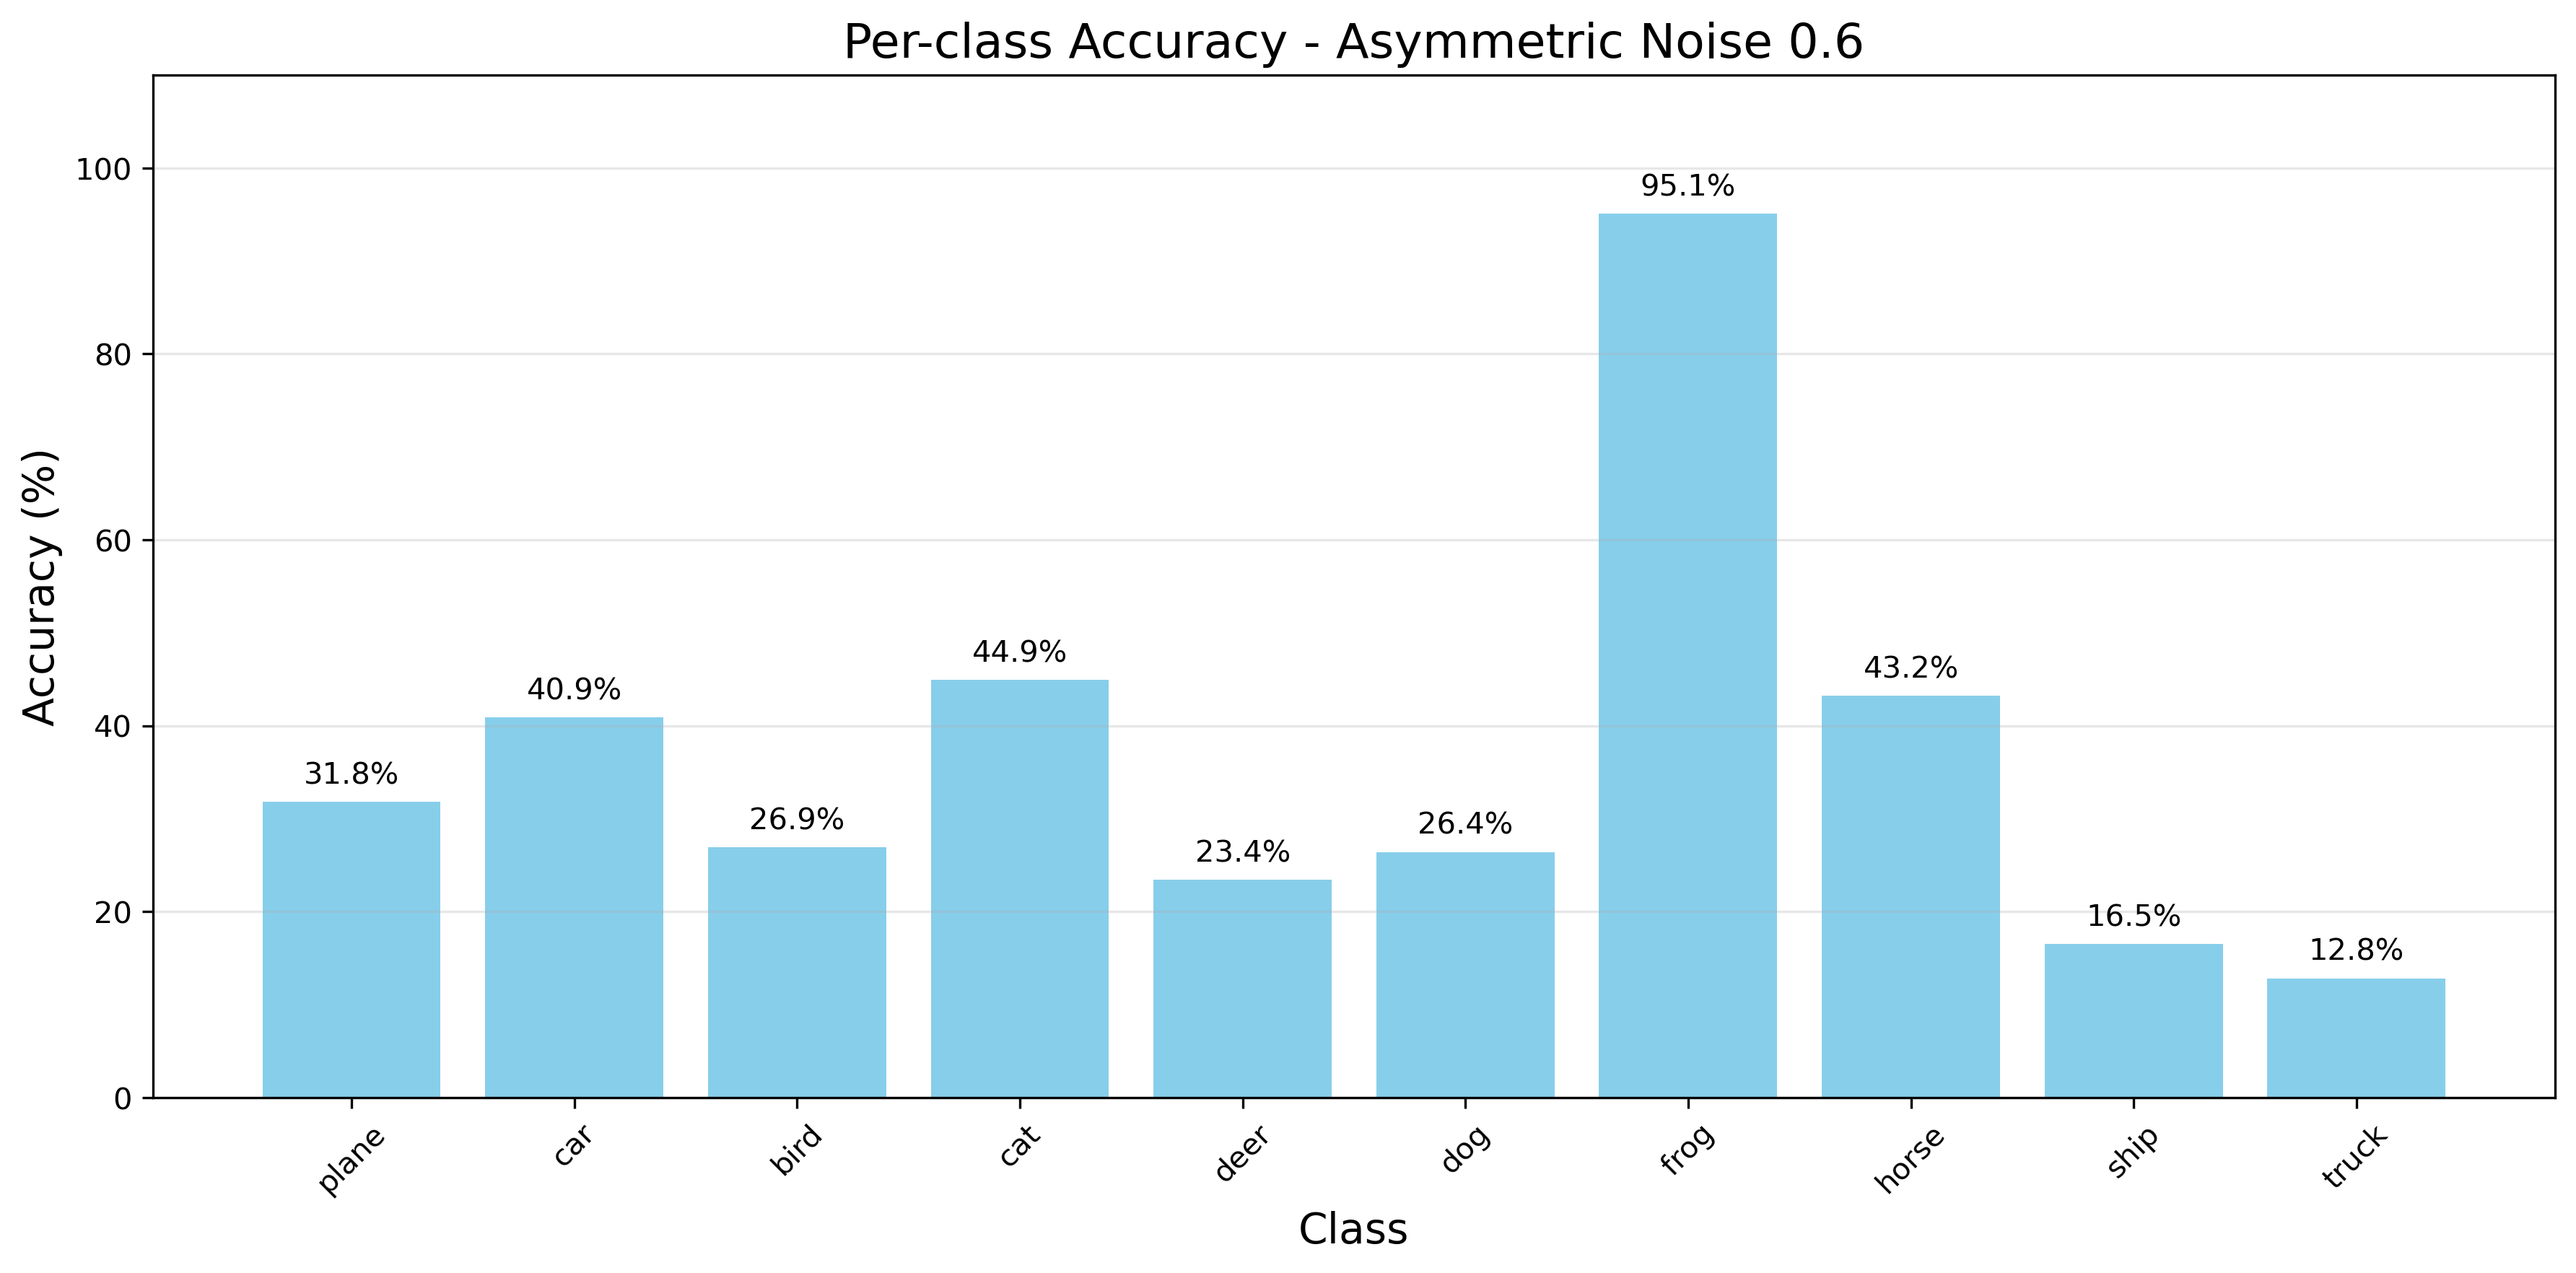 Per-class Accuracy - Asymmetric Noise 0.6
Accuracy (%)
100
80
60
40
20
0
31.8%
40.9%
26.9%
44.9%
23.4%
26.4%
95.1%
43.2%
16.5%
12.8%
plane
car
bird
cat
deer
dog
frog
horse
ship
truck
Class